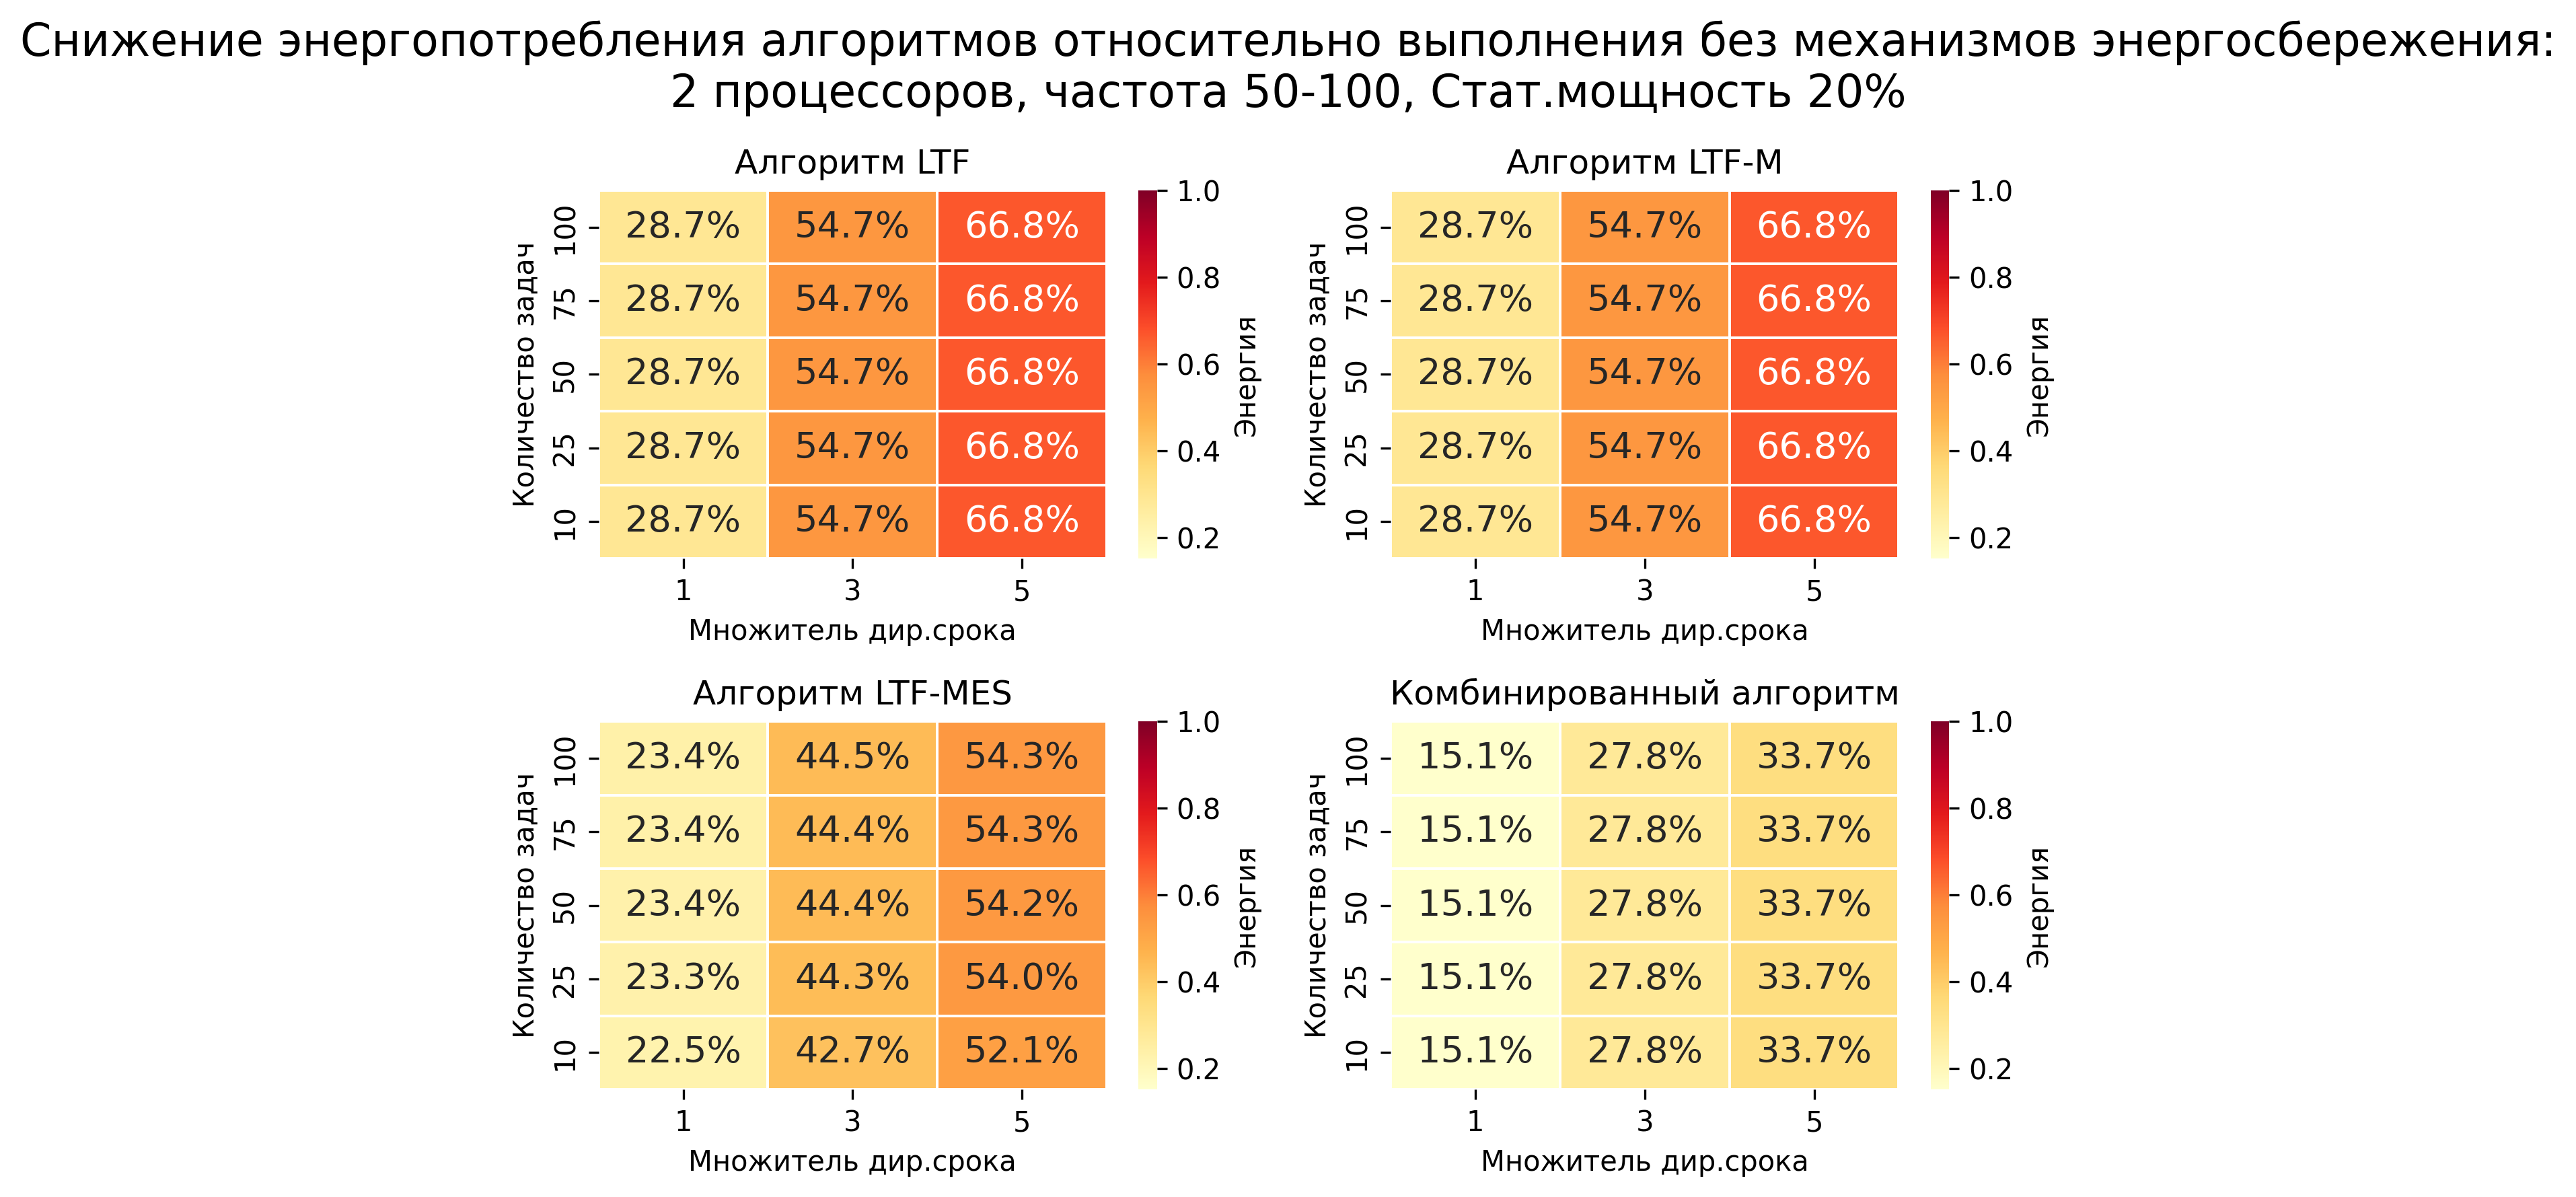 Снижение энергопотребления алгоритмов относительно выполнения без механизмов энергосбережения:
2 процессоров, частота 50-100, Стат.мощность 20%
Алгоритм LTF
Количество задач
100
28.7% 54.7% 66.8%
75
28.7% 54.7% 66.8%
50
28.7% 54.7% 66.8%
25
28.7% 54.7% 66.8%
10
28.7% 54.7% 66.8%
1 3 5
Множитель дир.срока
1.0
0.8
0.6
0.4
0.2
Энергия
Алгоритм LTF-M
Количество задач
100
28.7% 54.7% 66.8%
75
28.7% 54.7% 66.8%
50
28.7% 54.7% 66.8%
25
28.7% 54.7% 66.8%
10
28.7% 54.7% 66.8%
1 3 5
Множитель дир.срока
1.0
0.8
0.6
0.4
0.2
Энергия
Алгоритм LTF-MES
Количество задач
100
23.4% 44.5% 54.3%
75
23.4% 44.4% 54.3%
50
23.4% 44.4% 54.2%
25
23.3% 44.3% 54.0%
10
22.5% 42.7% 52.1%
1 3 5
Множитель дир.срока
1.0
0.8
0.6
0.4
0.2
Энергия
Комбинированный алгоритм
Количество задач
100
15.1% 27.8% 33.7%
75
15.1% 27.8% 33.7%
50
15.1% 27.8% 33.7%
25
15.1% 27.8% 33.7%
10
15.1% 27.8% 33.7%
1 3 5
Множитель дир.срока
1.0
0.8
0.6
0.4
0.2
Энергия